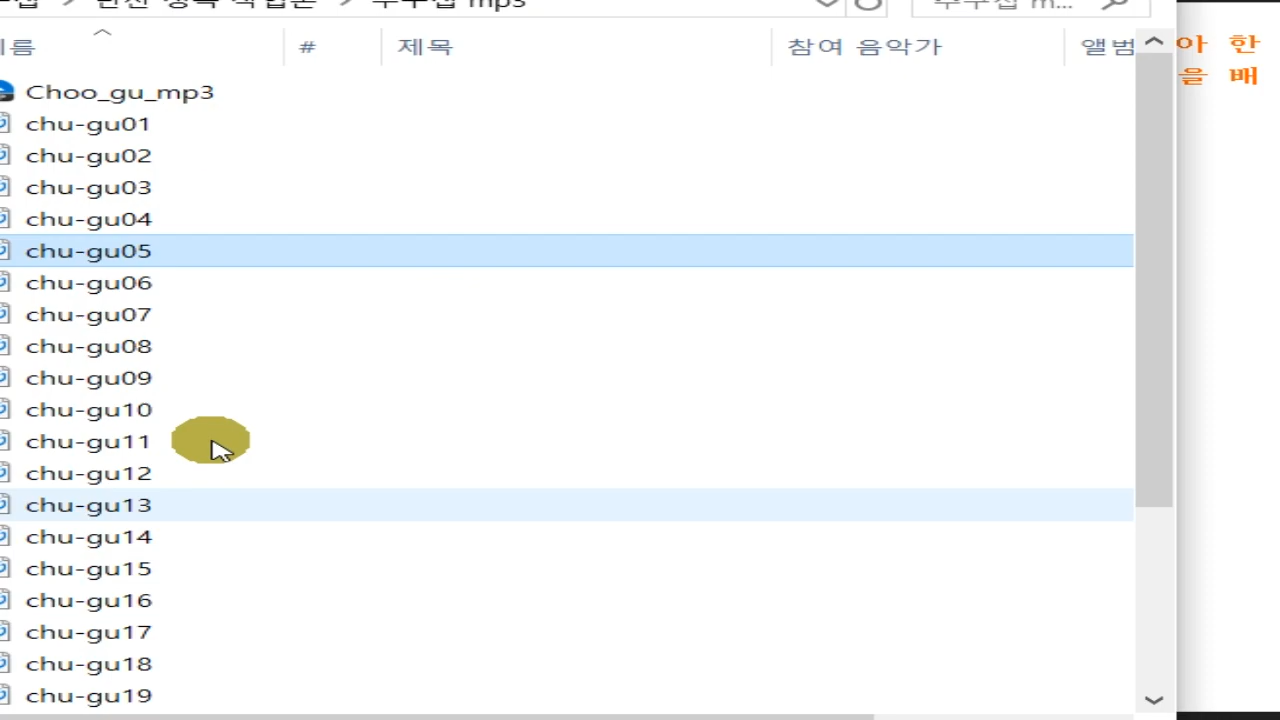 mp3
m...
# 제목 참여 음악가 앨범
Choo_gu_mp3
chu-gu01
chu-gu02
chu-gu03
chu-gu04
chu-gu05
chu-gu06
chu-gu07
chu-gu08
chu-gu09
chu-gu10
chu-gu11
chu-gu12
chu-gu13
chu-gu14
chu-gu15
chu-gu16
chu-gu17
chu-gu18
chu-gu19
아 한
을 배